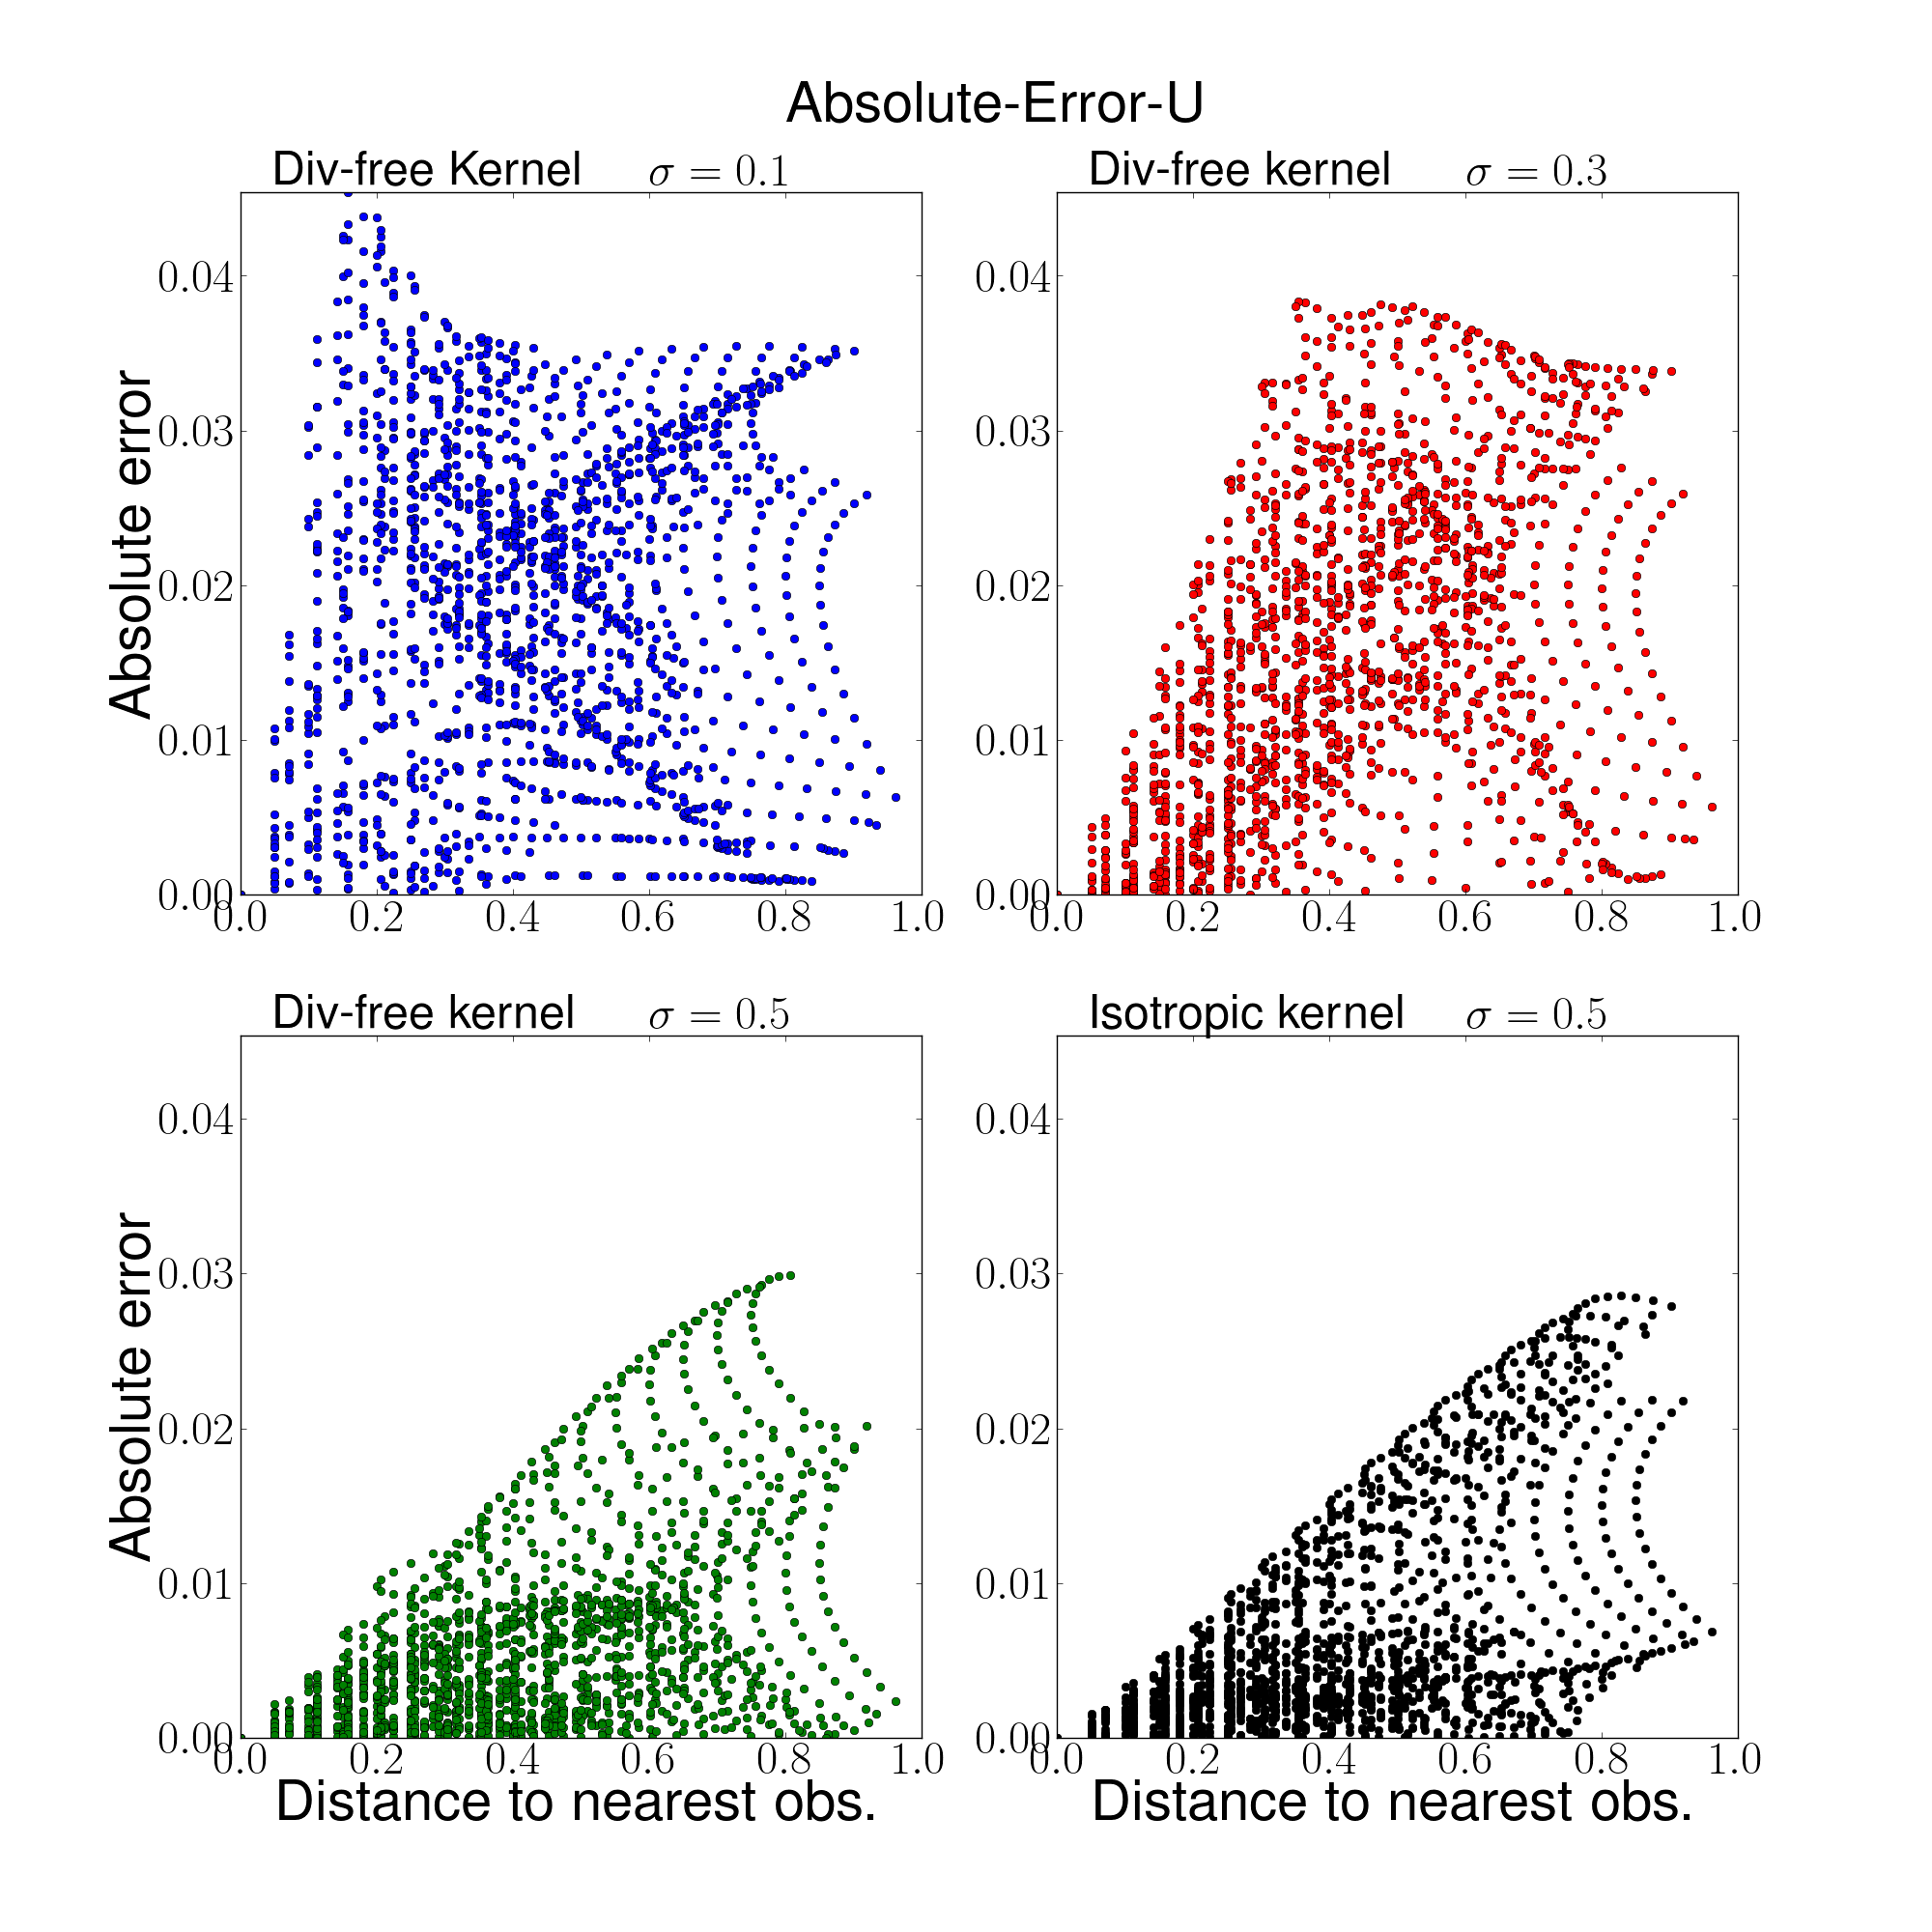 Absolute-Error-U
Div-free Kernel σ = 0.1
Div-free kernel σ = 0.3
Absolute error
0.04
0.03
0.02
0.01
0.00
0.0 0.2 0.4 0.6 0.8 1.0
0.04
0.03
0.02
0.01
0.00
0.0 0.2 0.4 0.6 0.8 1.0
Div-free kernel σ = 0.5
Isotropic kernel σ = 0.5
Absolute error
0.04
0.03
0.02
0.01
0.00
0.0 0.2 0.4 0.6 0.8 1.0
Distance to nearest obs.
0.04
0.03
0.02
0.01
0.00
0.0 0.2 0.4 0.6 0.8 1.0
Distance to nearest obs.